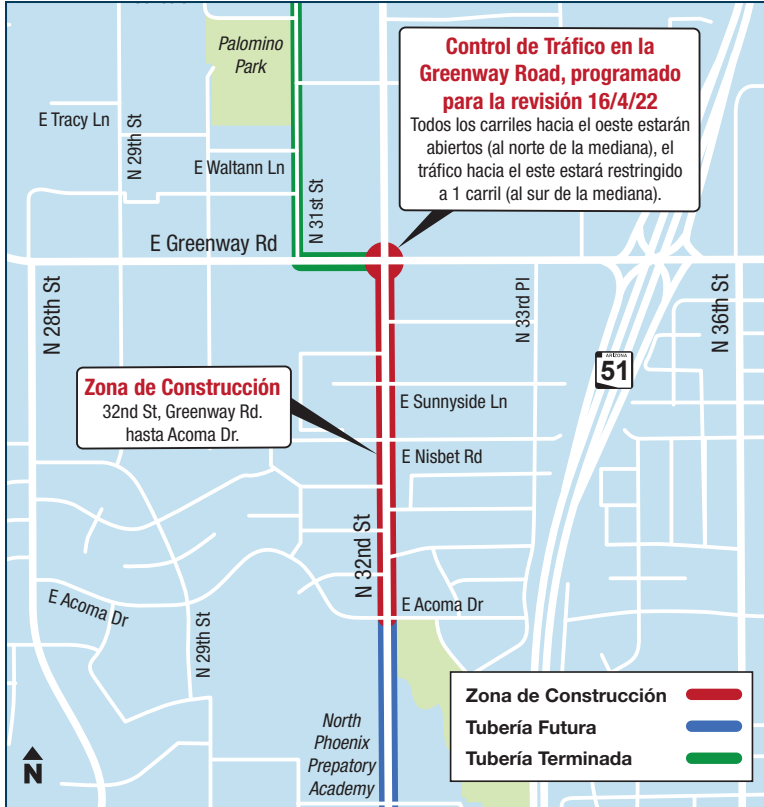 Palomino
Park
Control de Tráfico en la
Greenway Road, programado
para la revisión 16/4/22
Todos los carriles hacia el oeste estarán
abiertos (al norte de la mediana), el
tráfico hacia el este estará restringido
a 1 carril (al sur de la mediana).
E Tracy Ln
N 29th St
E Waltann Ln
N 31st St
E Greenway Rd
N 28th St
N 33rd Pl
N 36th St
ARIZONA
51
Zona de Construcción
32nd St, Greenway Rd.
hasta Acoma Dr.
E Sunnyside Ln
E Nisbet Rd
N 32nd St
E Acoma Dr
E Acoma Dr
N 29th St
North
Phoenix
Prepatory
Academy
N
Zona de Construcción
Tubería Futura
Tubería Terminada